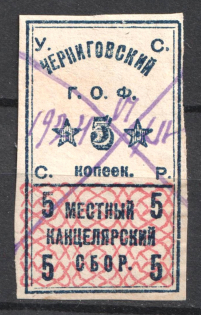 У. С.
ЧЕРНИГОВСКИЙ
Г. О. Ф.
5
С. Р.
копеек.
5 5
МЕСТНЫЙ
КАНЦЕЛЯРСКИЙ
5 СБОР. 5